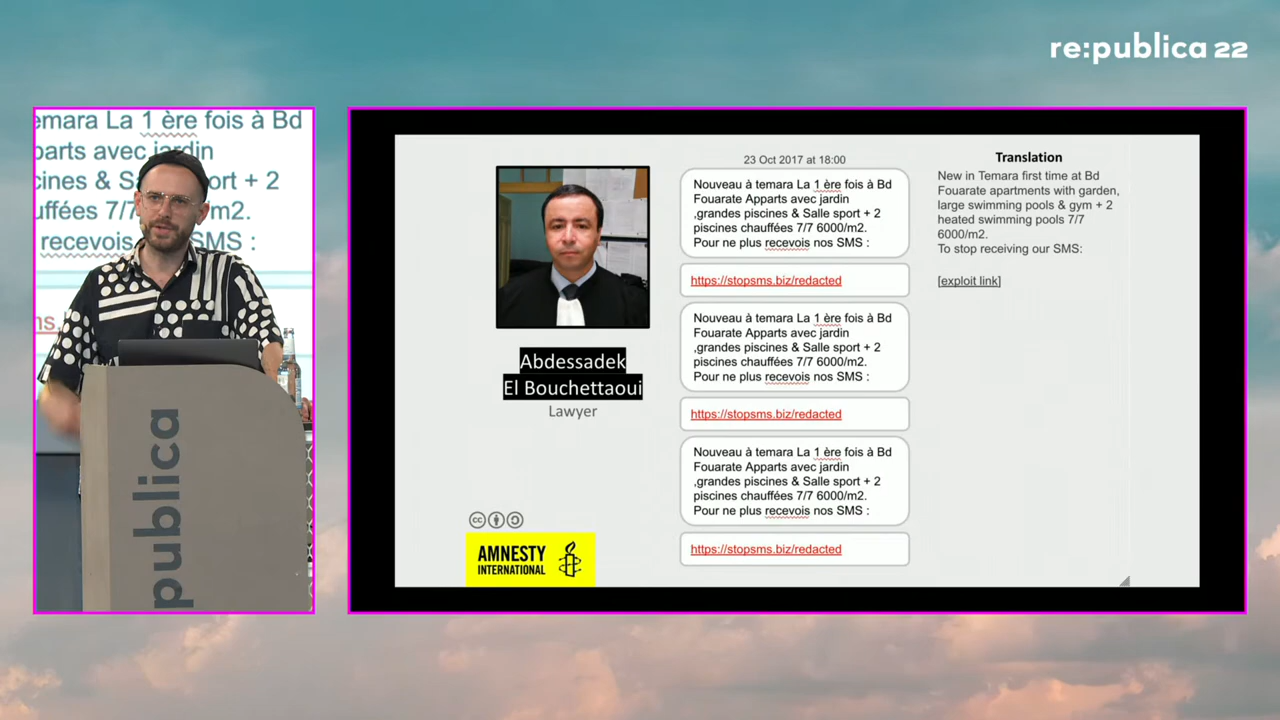 re:publica 22
emara La 1 ère fois à Bd
parts avec jardin
cines & Sa ort + 2
uffées 7/7 /m2.
recevois SMS :
ns.
publica
Abdessadek
El Bouchettaoui
Lawyer
cc
AMNESTY
INTERNATIONAL
23 Oct 2017 at 18:00
Nouveau à temara La 1 ère fois à Bd
Fouarate Apparts avec jardin
,grandes piscines & Salle sport + 2
piscines chauffées 7/7 6000/m2.
Pour ne plus recevois nos SMS :
https://stopsms.biz/redacted
Nouveau à temara La 1 ère fois à Bd
Fouarate Apparts avec jardin
,grandes piscines & Salle sport + 2
piscines chauffées 7/7 6000/m2.
Pour ne plus recevois nos SMS :
https://stopsms.biz/redacted
Nouveau à temara La 1 ère fois à Bd
Fouarate Apparts avec jardin
,grandes piscines & Salle sport + 2
piscines chauffées 7/7 6000/m2.
Pour ne plus recevois nos SMS :
https://stopsms.biz/redacted
Translation
New in Temara first time at Bd
Fouarate apartments with garden,
large swimming pools & gym + 2
heated swimming pools 7/7
6000/m2.
To stop receiving our SMS:
[exploit link]